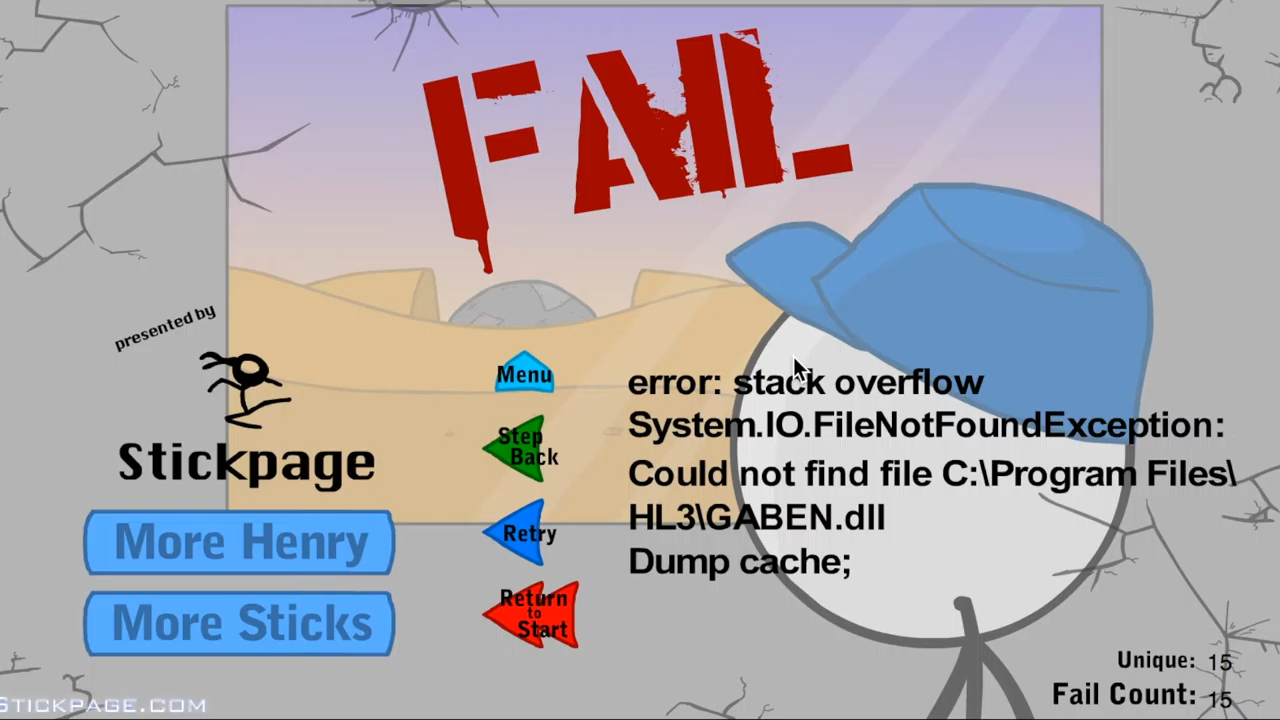 FAIL
presented by
Stickpage
More Henry
More Sticks
Menu
Step
Back
Retry
Return
to
Start
error: stack overflow
System.IO.FileNotFoundException:
Could not find file C:\Program Files\
HL3\GABEN.dll
Dump cache;
Unique: 15
Fail Count: 15
STICKPAGE.COM